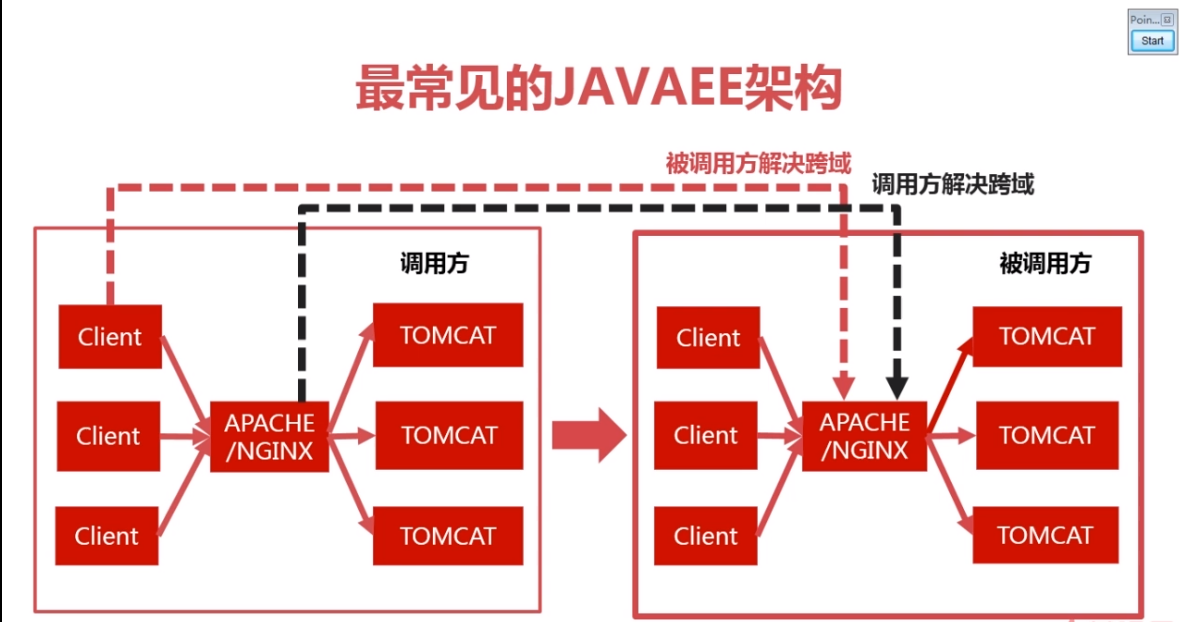 Poin...
Start
最常见的JAVAEE架构
被调用方解决跨域
调用方解决跨域
调用方
Client
Client
Client
APACHE
/NGINX
TOMCAT
TOMCAT
TOMCAT
被调用方
Client
Client
Client
APACHE
/NGINX
TOMCAT
TOMCAT
TOMCAT